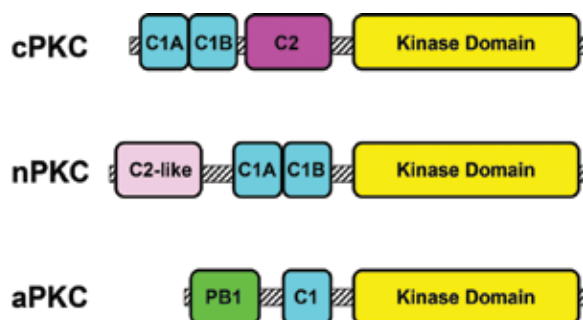 cPKC C1A C1B C2 Kinase Domain
nPKC C2-like C1A C1B Kinase Domain
aPKC PB1 C1 Kinase Domain